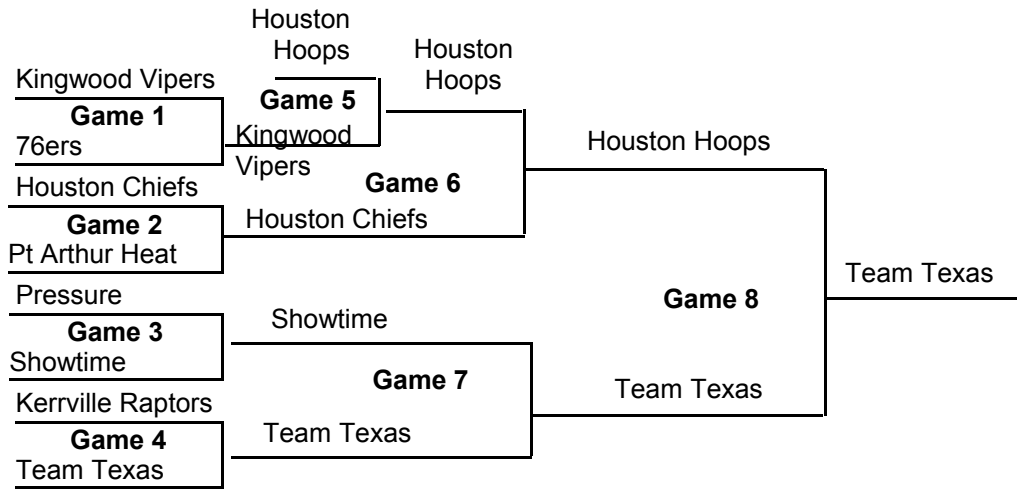 Houston
Hoops
Houston
Hoops
Kingwood Vipers
Game 5
Game 1
76ers
Kingwood
Vipers
Houston Hoops
Houston Chiefs
Game 6
Game 2
Houston Chiefs
Pt Arthur Heat
Team Texas
Pressure
Game 8
Showtime
Game 3
Showtime
Game 7
Team Texas
Kerrville Raptors
Game 4
Team Texas
Team Texas